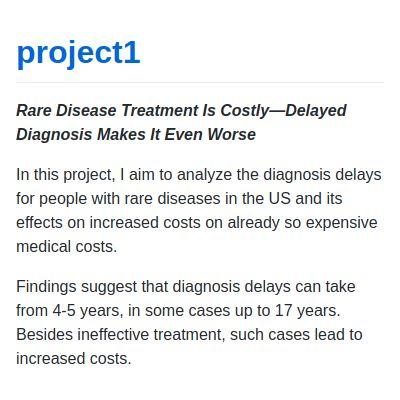 project1
Rare Disease Treatment Is Costly—Delayed
Diagnosis Makes It Even Worse
In this project, I aim to analyze the diagnosis delays
for people with rare diseases in the US and its
effects on increased costs on already so expensive
medical costs.
Findings suggest that diagnosis delays can take
from 4-5 years, in some cases up to 17 years.
Besides ineffective treatment, such cases lead to
increased costs.